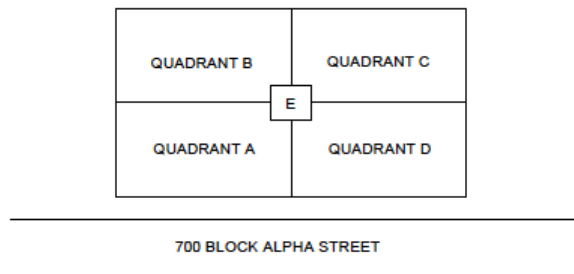 QUADRANT B
QUADRANT C
E
QUADRANT A
QUADRANT D
700 BLOCK ALPHA STREET